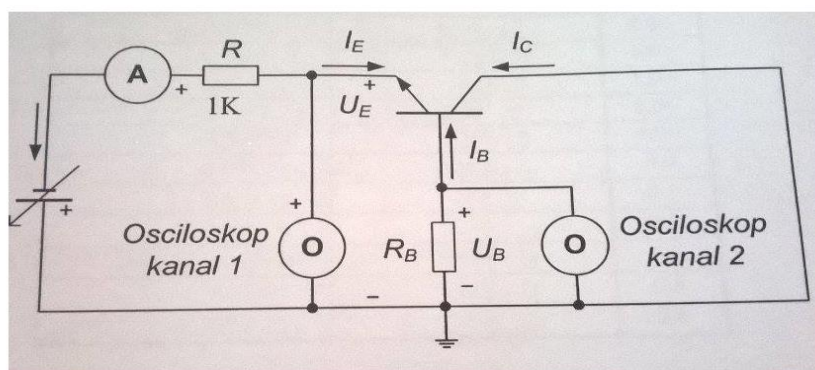 I_E
I_C
A
R
+
1K
+
U_E
I_B
+
+
+
Osciloskop
kanal 1
O
R_B
U_B
O
Osciloskop
kanal 2
−
−